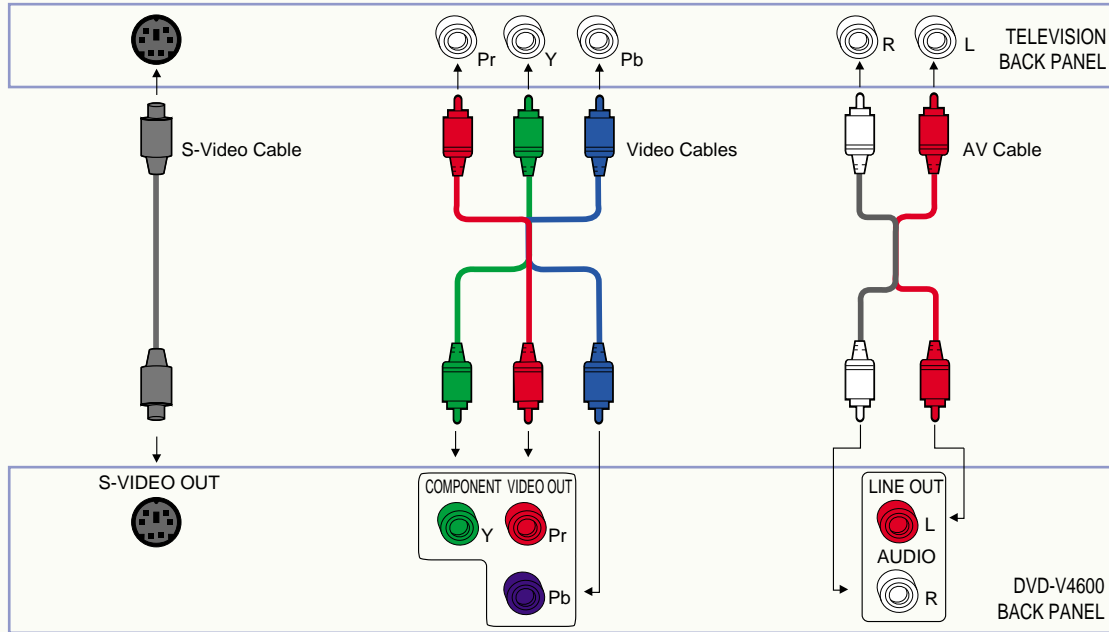 Pr
Y
Pb
R
L
TELEVISION
BACK PANEL
S-Video Cable
Video Cables
AV Cable
S-VIDEO OUT
COMPONENT VIDEO OUT
Y
Pr
Pb
LINE OUT
L
AUDIO
R
DVD-V4600
BACK PANEL